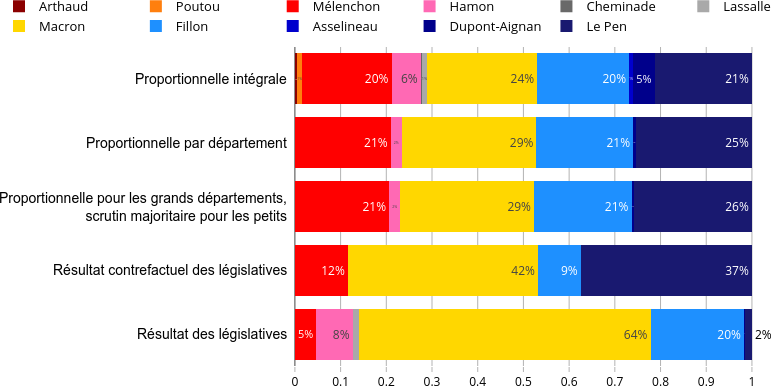 Arthaud Poutou Mélenchon Hamon Cheminade Lassalle
Macron Fillon Asselineau Dupont-Aignan Le Pen
Proportionnelle intégrale 20% 6% 24% 20% 5% 21%
Proportionnelle par département 21% 29% 21% 25%
Proportionnelle pour les grands départements,
scrutin majoritaire pour les petits 21% 29% 21% 26%
Résultat contrefactuel des législatives 12% 42% 9% 37%
Résultat des législatives 5% 8% 64% 20% 2%
0 0.1 0.2 0.3 0.4 0.5 0.6 0.7 0.8 0.9 1